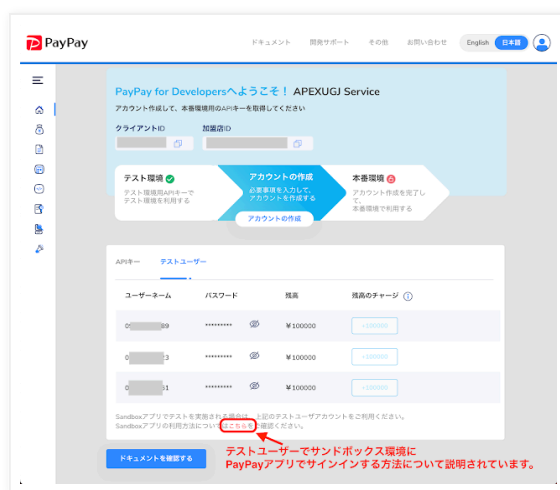 PayPay
ドキュメント 開発サポート その他 お問い合わせ English 日本語
PayPay for Developersへようこそ！ APEXUGJ Service
アカウント作成して、本番環境用のAPIキーを取得してください
クライアントID 加盟店ID
テスト環境
テスト環境用APIキーで
テスト環境を利用する
アカウントの作成
必要事項を入力して、
アカウントを作成する
アカウントの作成
本番環境
アカウント作成を完了し
て、
本番環境で利用する
APIキー テストユーザー
ユーザーネーム パスワード 残高 残高のチャージ
0 89 ********* ￥100000 +100000
0 3 ********* ￥100000 +100000
0 51 ********* ￥100000 +100000
Sandboxアプリでテストを実施される場合は、上記のテストユーザアカウントをご利用ください。
Sandboxアプリの利用方法についてはこちらをご確認ください。
ドキュメントを確認する
テストユーザーでサンドボックス環境に
PayPayアプリでサインインする方法について説明されています。